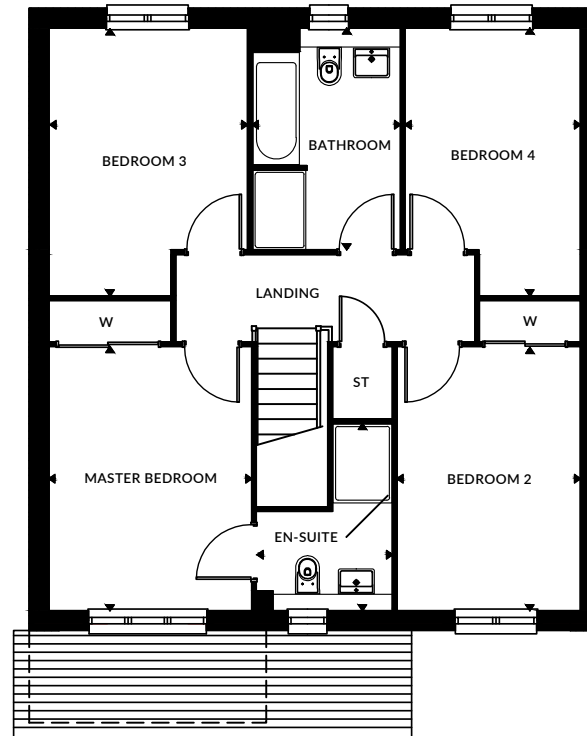 BATHROOM
BEDROOM 3
BEDROOM 4
LANDING
W
W
ST
MASTER BEDROOM
BEDROOM 2
EN-SUITE